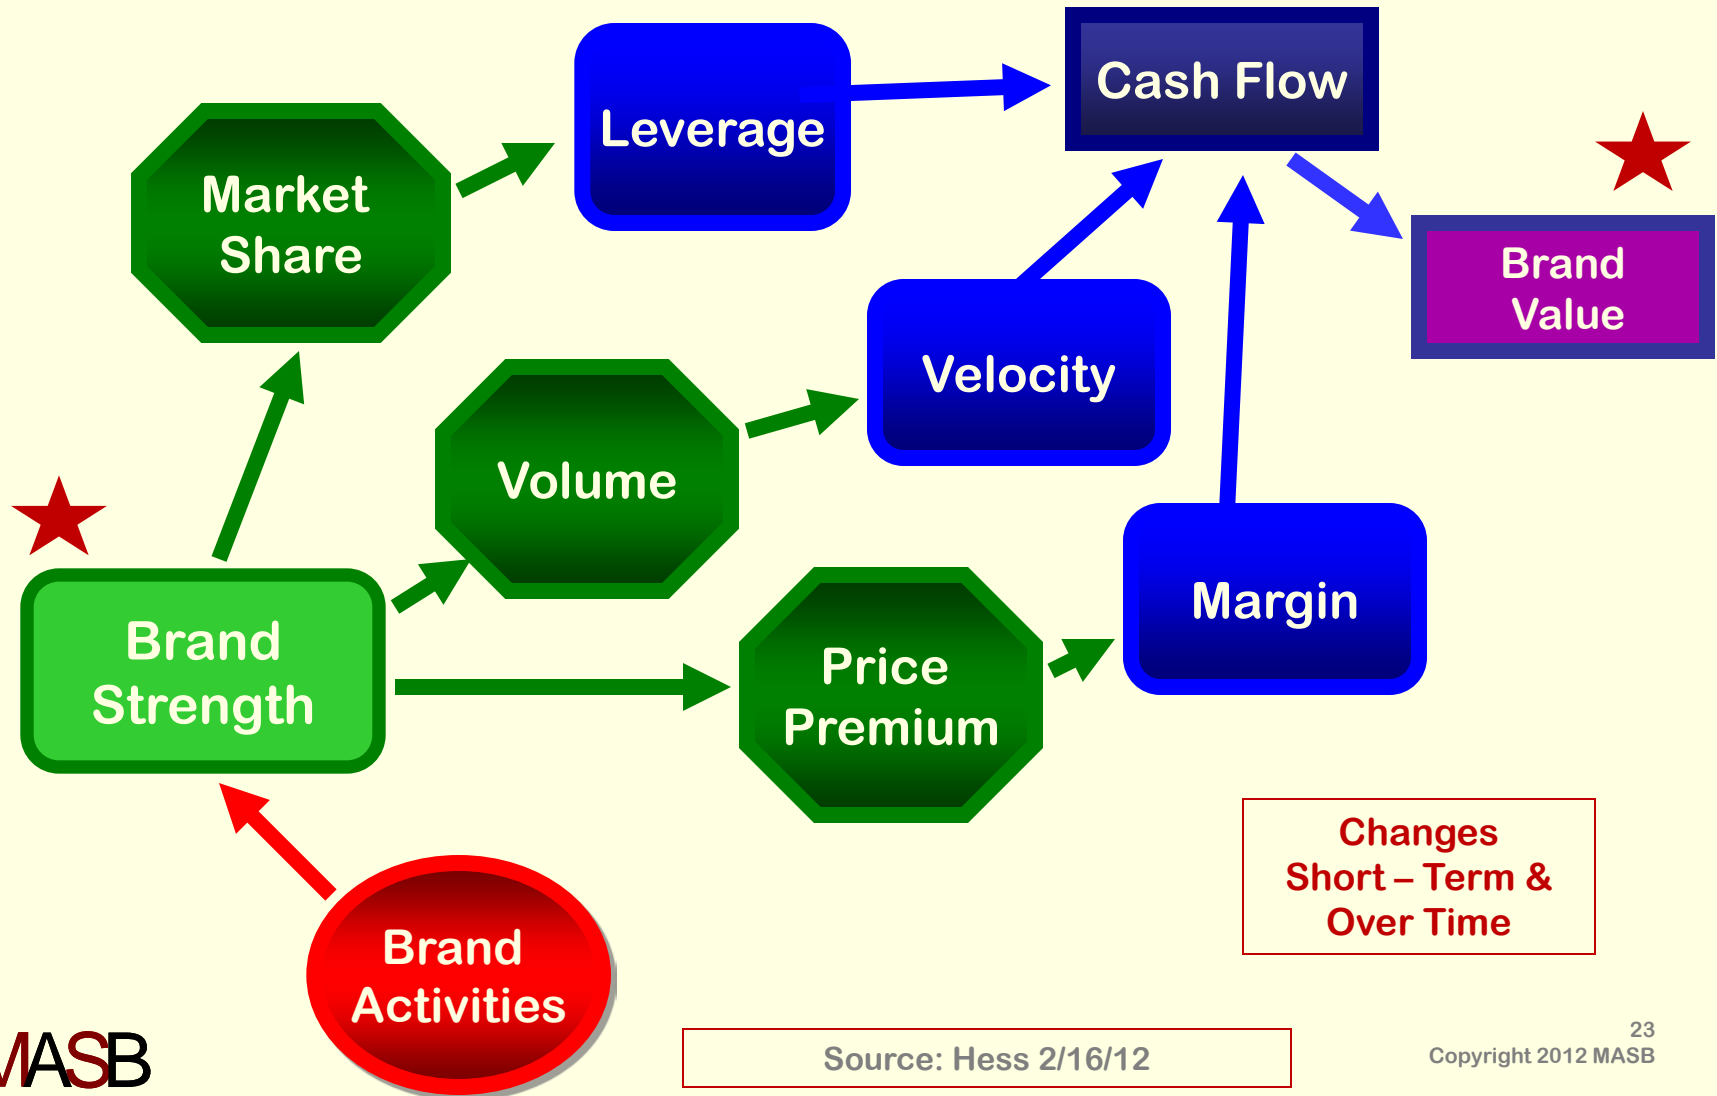 Leverage
Cash Flow
Market
Share
Brand
Value
Velocity
Volume
Margin
Brand
Strength
Price
Premium
Changes
Short – Term &
Over Time
Brand
Activities
MASB
Source: Hess 2/16/12
23
Copyright 2012 MASB